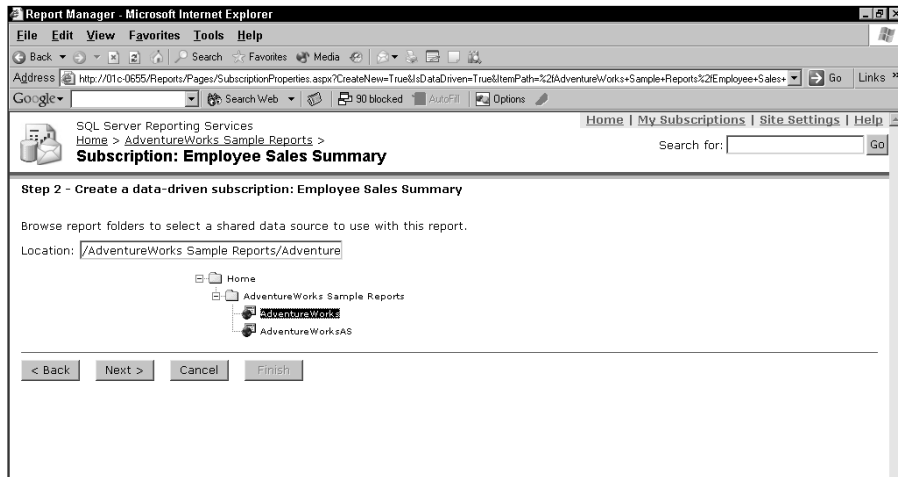 Report Manager - Microsoft Internet Explorer
File Edit View Favorites Tools Help
Back Search Favorites Media
Address http://01c-0655/Reports/Pages/SubscriptionProperties.aspx?CreateNew=True&IsDataDriven=True&ItemPath=%2fAdventureWorks+Sample+Reports%2fEmployee+Sales+ Go Links »
Google Search Web 90 blocked AutoFill Options
SQL Server Reporting Services
Home | My Subscriptions | Site Settings | Help
Home > AdventureWorks Sample Reports >
Subscription: Employee Sales Summary
Search for: Go
Step 2 - Create a data-driven subscription: Employee Sales Summary
Browse report folders to select a shared data source to use with this report.
Location: /AdventureWorks Sample Reports/Adventure
Home
AdventureWorks Sample Reports
AdventureWorks
AdventureWorksAS
< Back Next > Cancel Finish